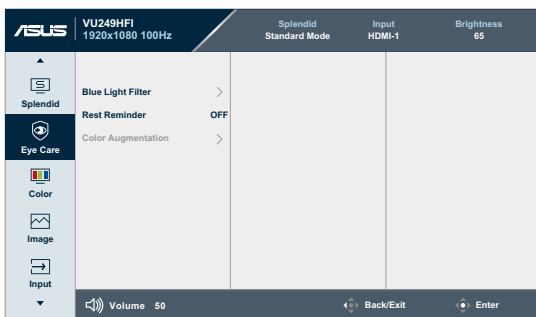 ASUS
VU249HFI
1920x1080 100Hz
Splendid
Standard Mode
Input
HDMI-1
Brightness
65
Splendid
Eye Care
Color
Image
Input
Blue Light Filter
Rest Reminder OFF
Color Augmentation
Volume 50
Back/Exit
Enter